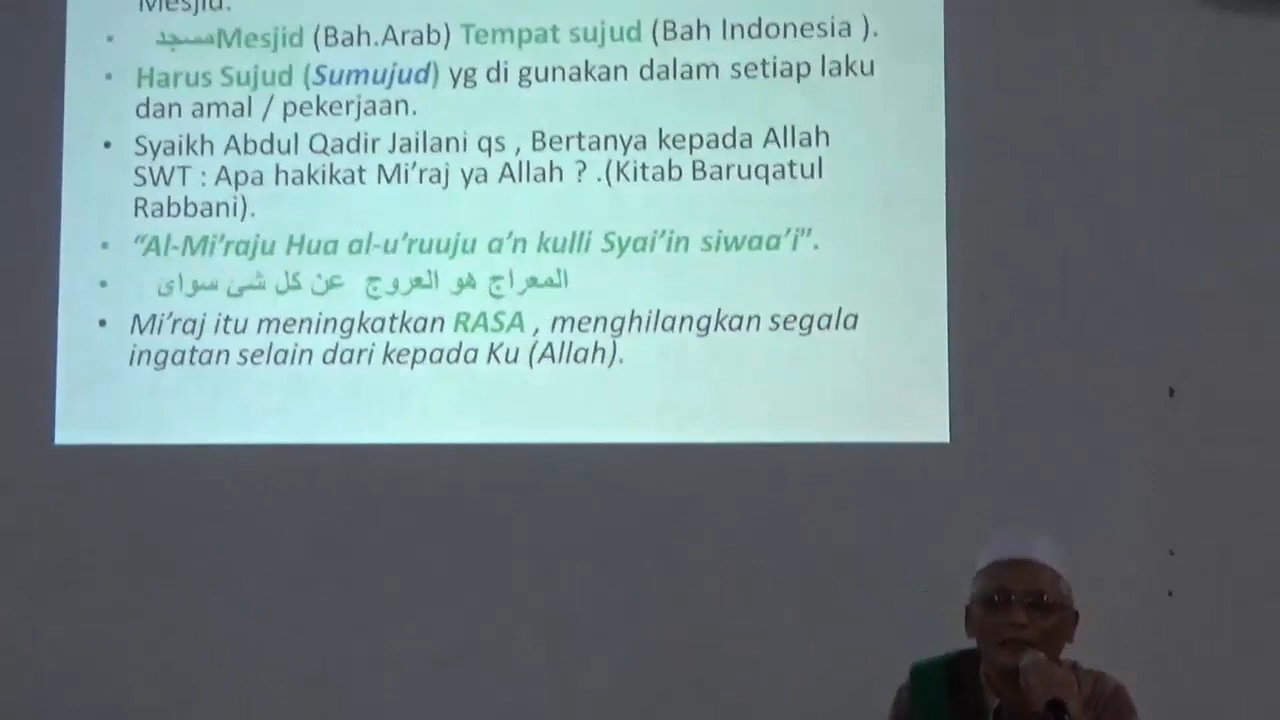 Mesjid.
• مسجد Mesjid (Bah.Arab) Tempat sujud (Bah Indonesia ).
• Harus Sujud (Sumujud) yg di gunakan dalam setiap laku
dan amal / pekerjaan.
• Syaikh Abdul Qadir Jailani qs , Bertanya kepada Allah
SWT : Apa hakikat Mi’raj ya Allah ? .(Kitab Baruqatul
Rabbani).
• “Al-Mi’raju Hua al-u’ruuju a’n kulli Syai’in siwaa’i”.
• المعراج هو العروج عن كل شئ سواى
• Mi’raj itu meningkatkan RASA , menghilangkan segala
ingatan selain dari kepada Ku (Allah).